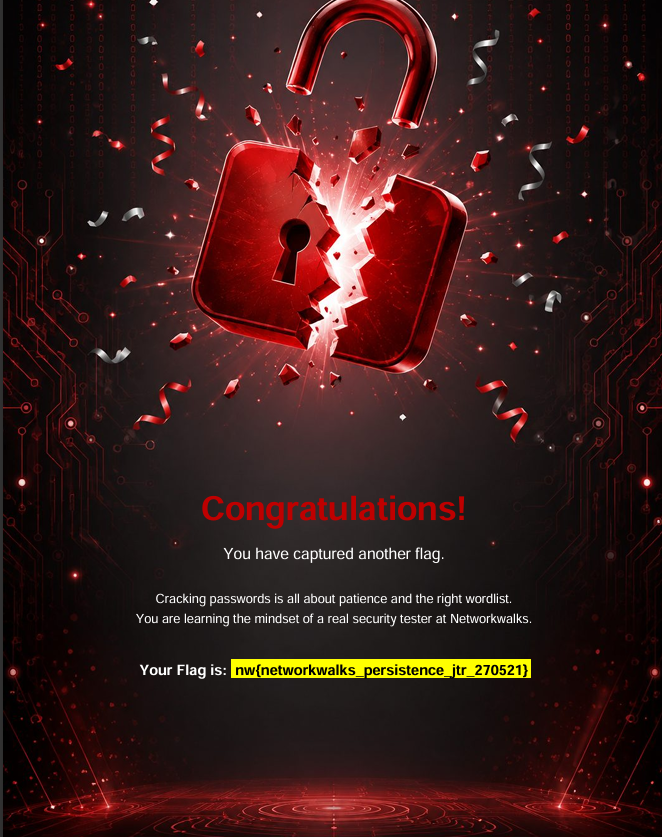 Congratulations!
You have captured another flag.
Cracking passwords is all about patience and the right wordlist.
You are learning the mindset of a real security tester at Networkwalks.
Your Flag is: nw{networkwalks_persistence_jtr_270521}